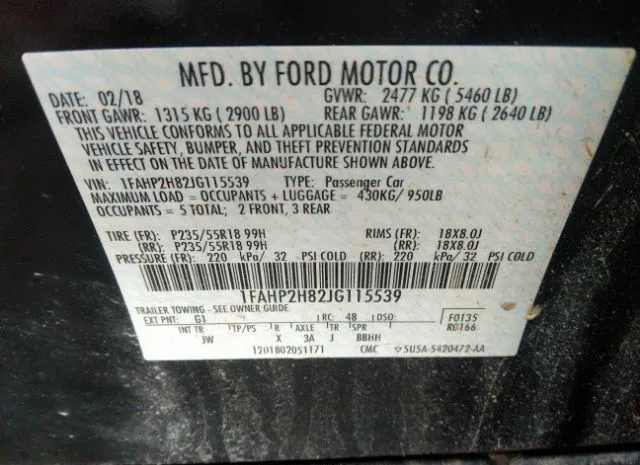 MFD. BY FORD MOTOR CO.
DATE: 02/18 GVWR: 2477 KG ( 5460 LB)
FRONT GAWR: 1315 KG ( 2900 LB) REAR GAWR: 1198 KG ( 2640 LB)
THIS VEHICLE CONFORMS TO ALL APPLICABLE FEDERAL MOTOR
VEHICLE SAFETY, BUMPER, AND THEFT PREVENTION STANDARDS
IN EFFECT ON THE DATE OF MANUFACTURE SHOWN ABOVE.
VIN: 1FAHP2H82JG115539 TYPE: Passenger Car
MAXIMUM LOAD = OCCUPANTS + LUGGAGE = 430KG/ 950LB
OCCUPANTS = 5 TOTAL; 2 FRONT, 3 REAR
TIRE (FR): P235/55R18 99H RIMS (FR): 18X8.0J
(RR): P235/55R18 99H (RR): 18X8.0J
PRESSURE (FR): 220 kPa/ 32 PSI COLD (RR): 220 kPa/ 32 PSI COLD
1FAHP2H82JG115539
TRAILER TOWING - SEE OWNER GUIDE
EXT PNT: G1 RC: 48 DSO: F0135
INT TR TP/PS R AXLE TR SPR RC166
JW X 3A J BBHH
1201802051171 CMC 5U5A-5420472-AA